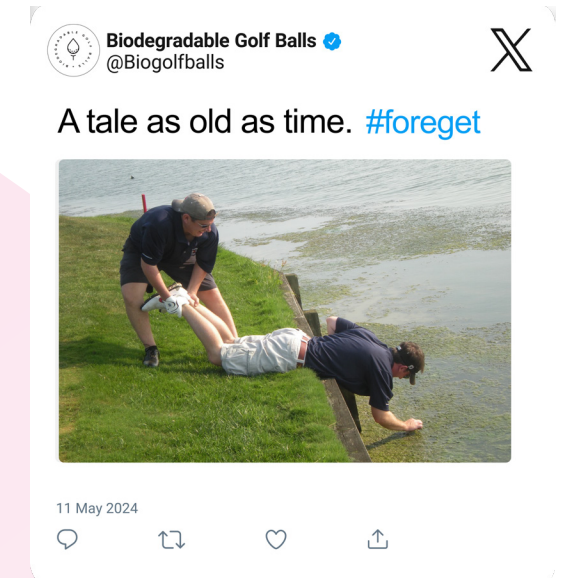 Biodegradable Golf Balls
@Biogolfballs
A tale as old as time. #foreget
11 May 2024